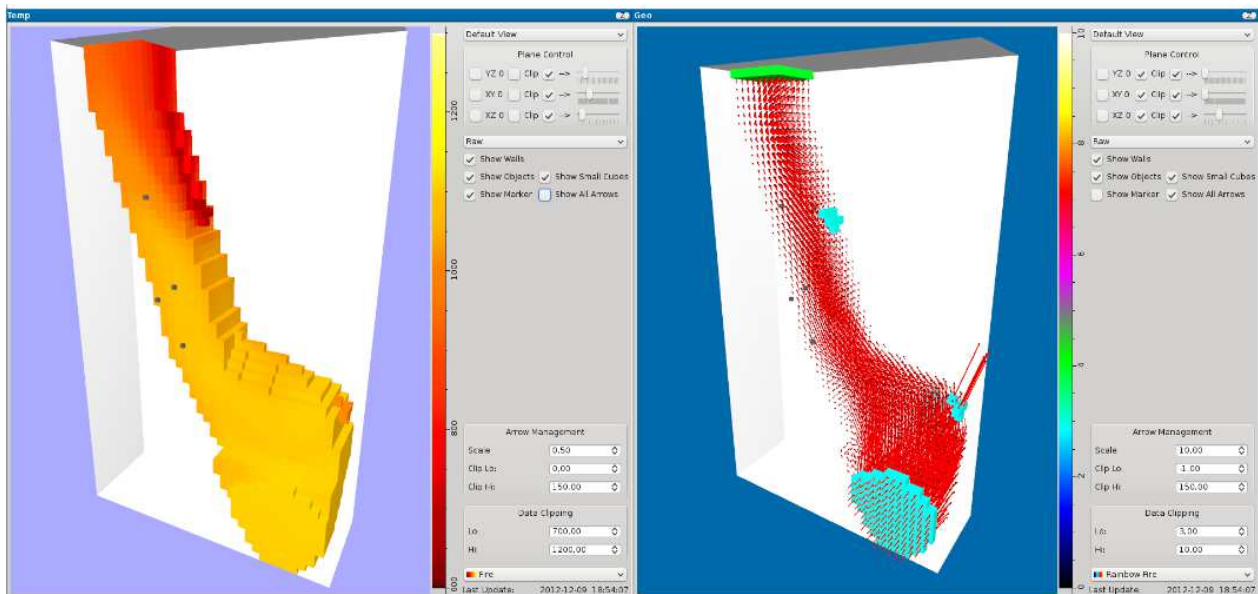 Temp
Default View
Plane Control
YZ 0 Clip -->
XY 0 Clip -->
XZ 0 Clip -->
Raw
Show Walls
Show Objects Show Small Cubes
Show Marker Show All Arrows
Arrow Management
Scale 0,50
Clip Lo: 0,00
Clip Hi: 150,00
Data Clipping
Lo: 700,00
Hi: 1200,00
Fire
Last Update: 2012-12-09 18:54:07
1200
1000
800
600
Geo
Default View
Plane Control
YZ 0 Clip -->
XY 0 Clip -->
XZ 0 Clip -->
Raw
Show Walls
Show Objects Show Small Cubes
Show Marker Show All Arrows
Arrow Management
Scale 10,00
Clip Lo: -1,00
Clip Hi: 150,00
Data Clipping
Lo: 3,00
Hi: 10,00
Rainbow Fire
Last Update: 2012-12-09 18:54:07
10
8
6
4
2
0